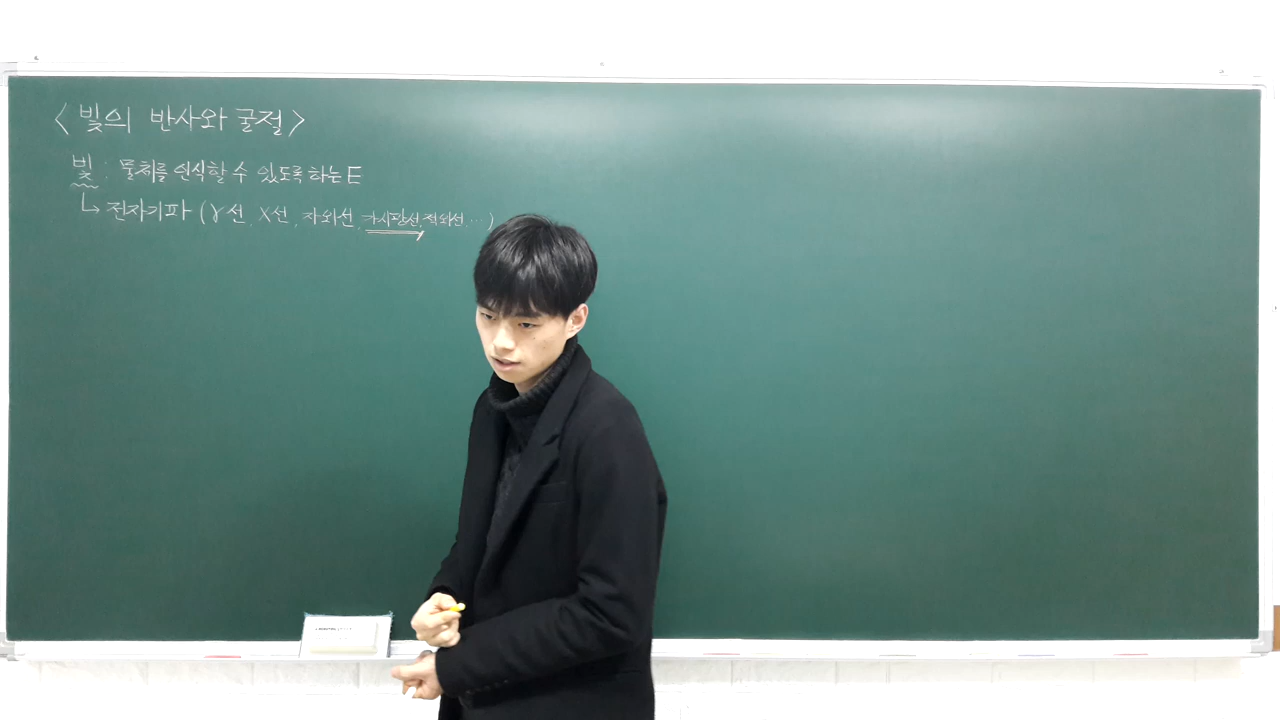 <빛의 반사와 굴절>
빛 : 물체를 인식할 수 있도록 하는 E
↳ 전자기파 (γ선, X선, 자외선, 가시광선, 적외선, …)